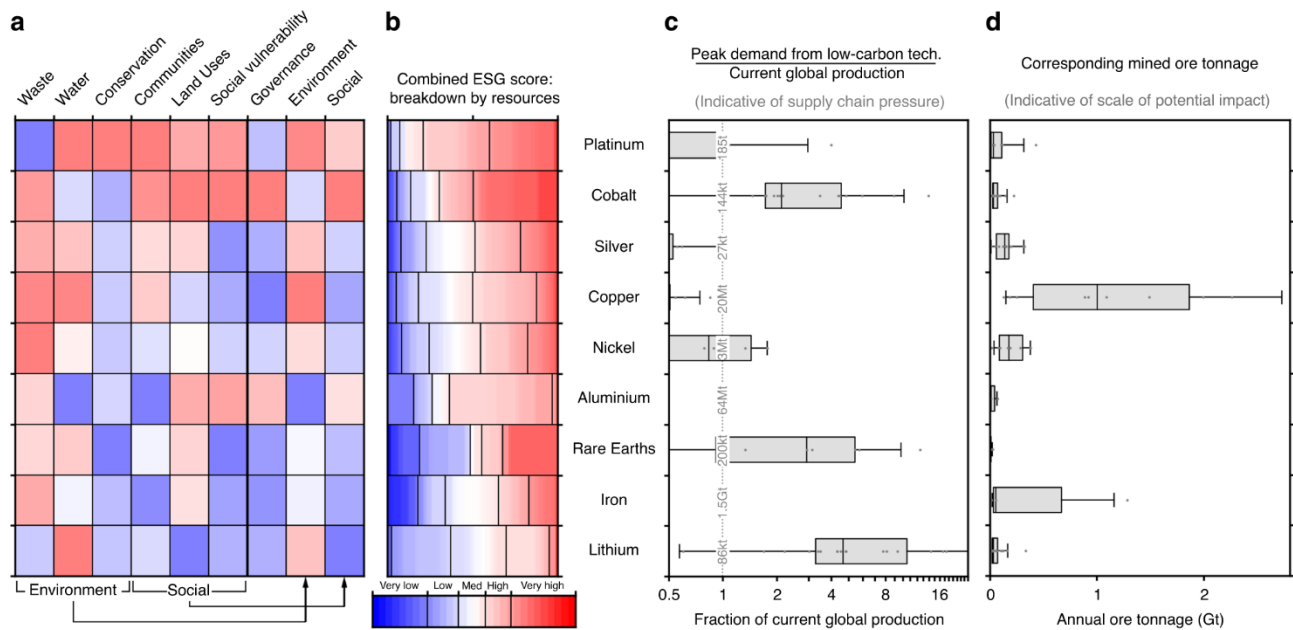 a
Waste
Water
Conservation
Communities
Land Uses
Social vulnerability
Governance
Environment
Social
Environment
Social
b
Combined ESG score:
breakdown by resources
Platinum
Cobalt
Silver
Copper
Nickel
Aluminium
Rare Earths
Iron
Lithium
Very low Low Med High Very high
c
Peak demand from low-carbon tech.
Current global production
(Indicative of supply chain pressure)
185t
144kt
27kt
20Mt
3Mt
64Mt
200kt
1.5Gt
86kt
0.5 1 2 4 8 16
Fraction of current global production
d
Corresponding mined ore tonnage
(Indicative of scale of potential impact)
0 1 2
Annual ore tonnage (Gt)